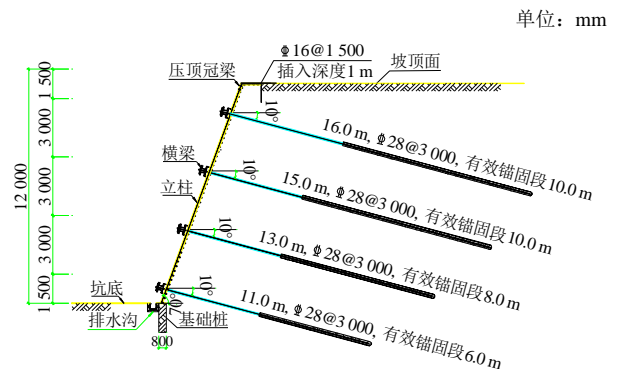 单位：mm
Φ16@1 500
插入深度1 m
压顶冠梁
坡顶面
1 500
3 000
3 000
3 000
1 500
12 000
10°
16.0 m, Φ28@3 000, 有效锚固段10.0 m
横梁
10°
15.0 m, Φ28@3 000, 有效锚固段10.0 m
立柱
10°
13.0 m, Φ28@3 000, 有效锚固段8.0 m
10°
11.0 m, Φ28@3 000, 有效锚固段6.0 m
坑底
70°
排水沟
基础桩
800